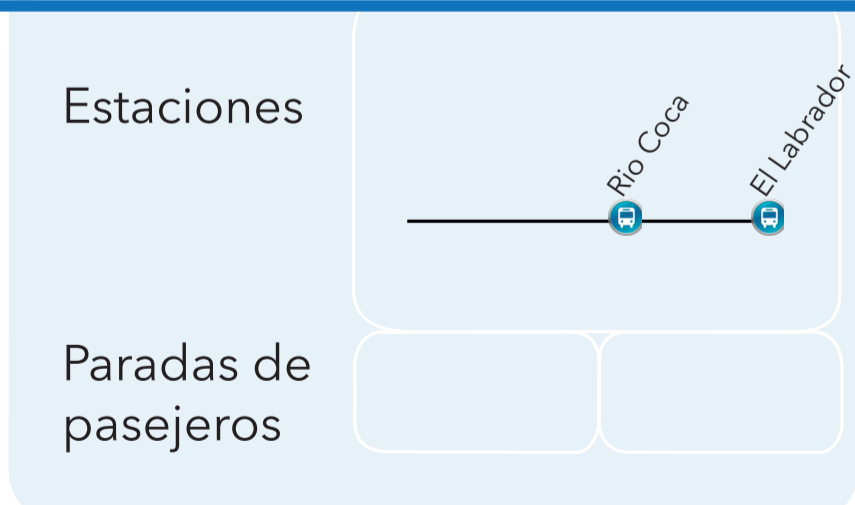 Estaciones
Rio Coca
El Labrador
Paradas de
pasejeros